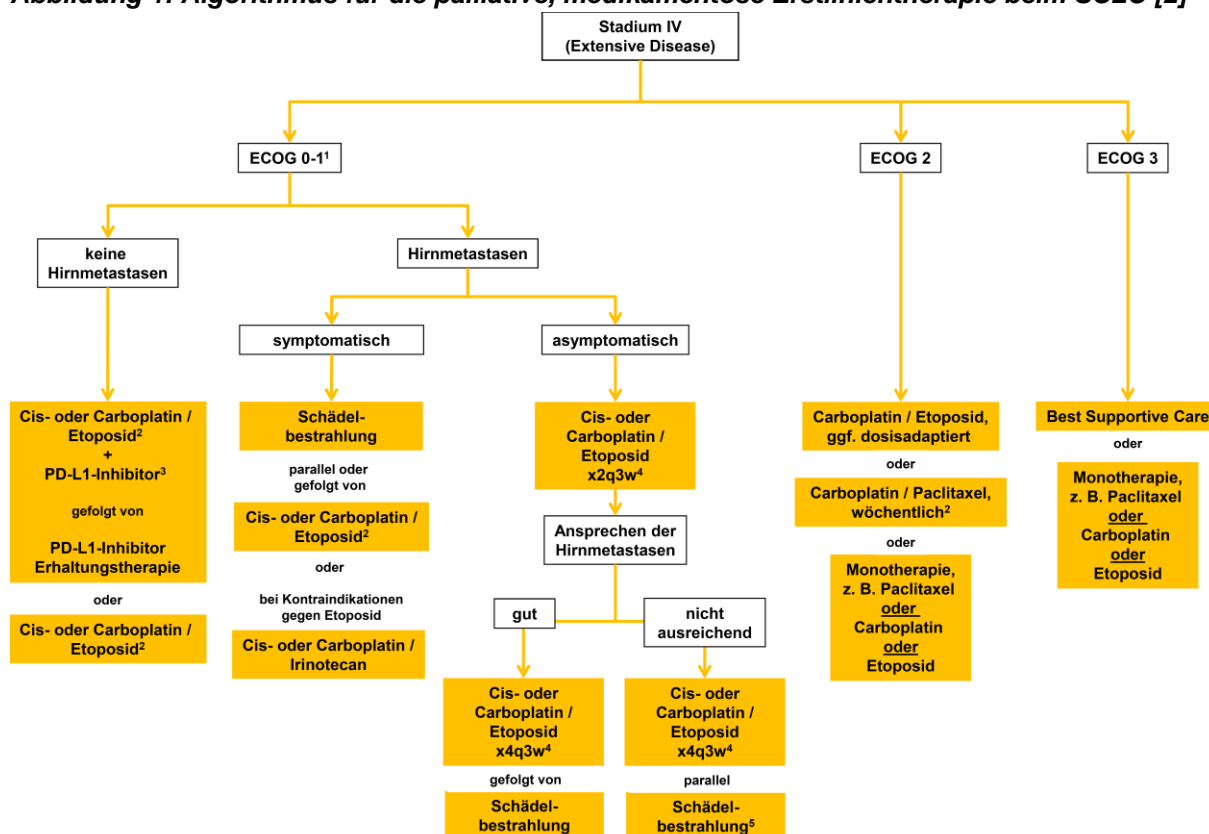 Abbildung 1: Algorithmus für die palliative, medikamentöse Erstlinientherapie beim SCLC [2]
Stadium IV
(Extensive Disease)
ECOG 0-1¹
ECOG 2
ECOG 3
keine
Hirnmetastasen
Hirnmetastasen
symptomatisch
asymptomatisch
Cis- oder Carboplatin /
Etoposid²
+
PD-L1-Inhibitor³
gefolgt von
PD-L1-Inhibitor
Erhaltungstherapie
oder
Cis- oder Carboplatin /
Etoposid²
Schädel-
bestrahlung
parallel oder
gefolgt von
Cis- oder Carboplatin /
Etoposid²
oder
bei Kontraindikationen
gegen Etoposid
Cis- oder Carboplatin /
Irinotecan
Cis- oder
Carboplatin /
Etoposid
x2q3w⁴
Ansprechen der
Hirnmetastasen
gut
nicht
ausreichend
Cis- oder
Carboplatin /
Etoposid
x4q3w⁴
gefolgt von
Schädel-
bestrahlung
Cis- oder
Carboplatin /
Etoposid
x4q3w⁴
parallel
Schädel-
bestrahlung⁵
Carboplatin / Etoposid,
ggf. dosisadaptiert
oder
Carboplatin / Paclitaxel,
wöchentlich²
oder
Monotherapie,
z. B. Paclitaxel
oder
Carboplatin
oder
Etoposid
Best Supportive Care
oder
Monotherapie,
z. B. Paclitaxel
oder
Carboplatin
oder
Etoposid